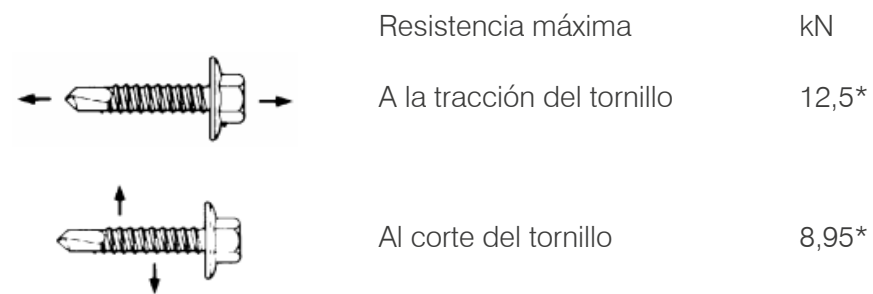 Resistencia máxima kN
A la tracción del tornillo 12,5*
Al corte del tornillo 8,95*